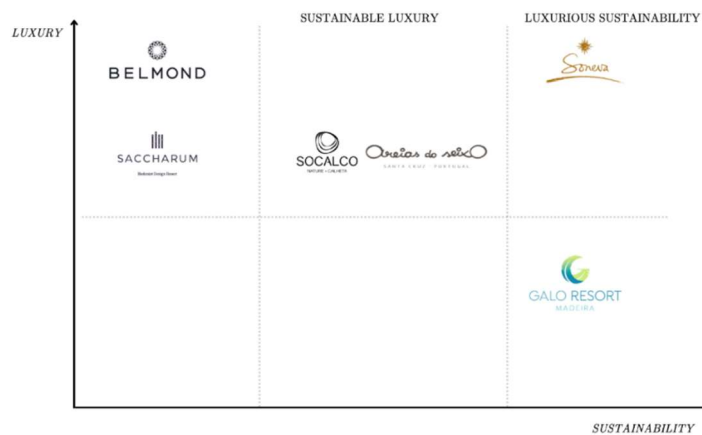 SUSTAINABLE LUXURY
LUXURIOUS SUSTAINABILITY
LUXURY
BELMOND
Soneva
SACCHARUM
SOCALCO
NATURE + CALHETA
Areias do seixo
SANTA CRUZ · PORTUGAL
GALO RESORT
MADEIRA
SUSTAINABILITY